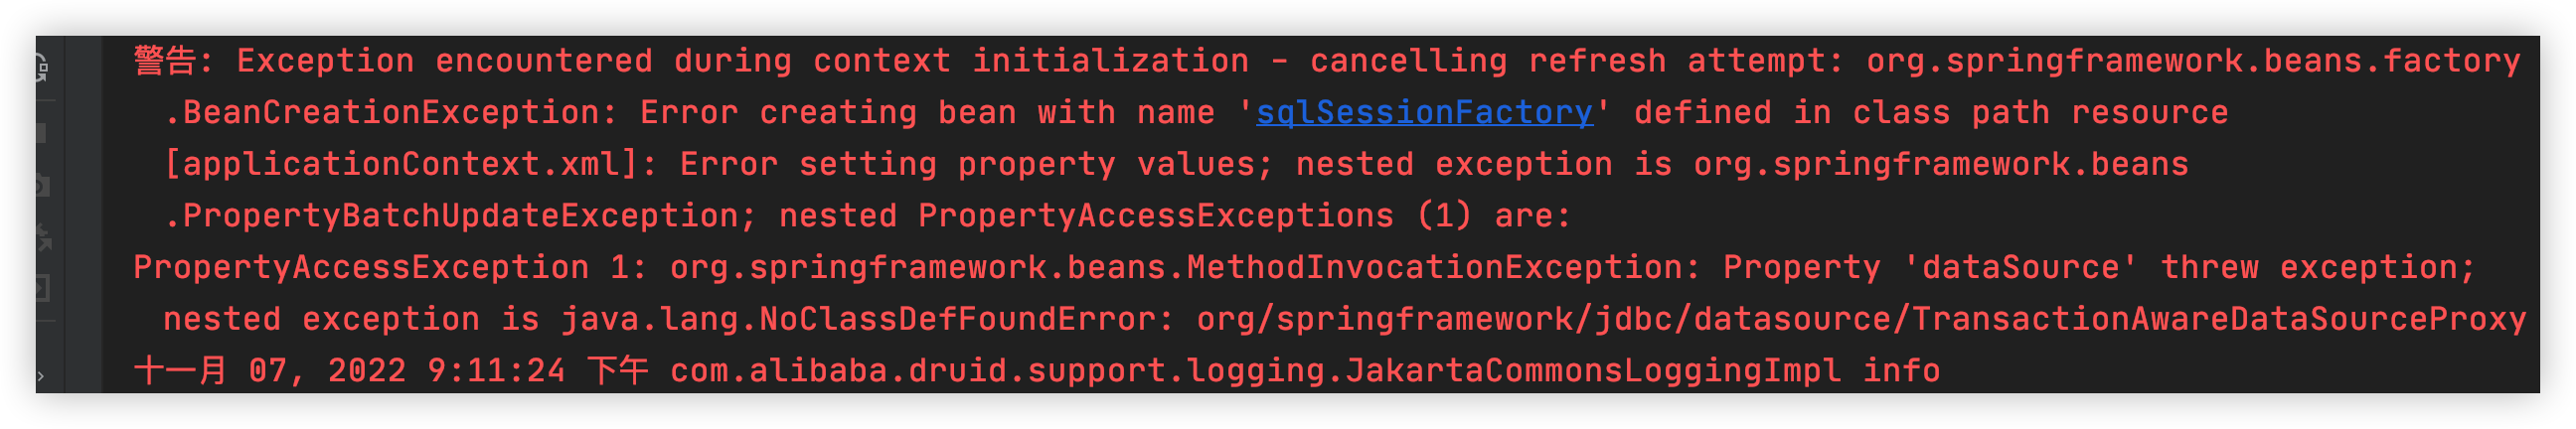 警告: Exception encountered during context initialization - cancelling refresh attempt: org.springframework.beans.factory
.BeanCreationException: Error creating bean with name 'sqlSessionFactory' defined in class path resource
[applicationContext.xml]: Error setting property values; nested exception is org.springframework.beans
.PropertyBatchUpdateException; nested PropertyAccessExceptions (1) are:
PropertyAccessException 1: org.springframework.beans.MethodInvocationException: Property 'dataSource' threw exception;
nested exception is java.lang.NoClassDefFoundError: org/springframework/jdbc/datasource/TransactionAwareDataSourceProxy
十一月 07, 2022 9:11:24 下午 com.alibaba.druid.support.logging.JakartaCommonsLoggingImpl info